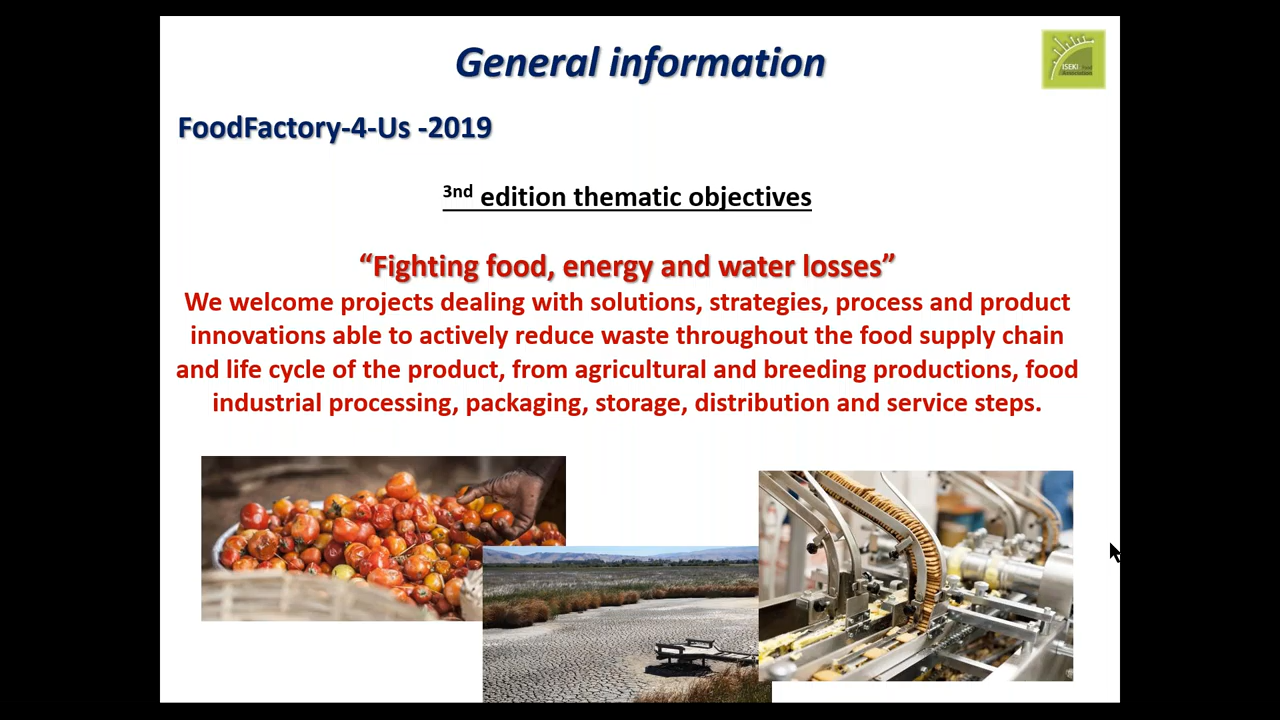 General information
ISEKI Food
Association
FoodFactory-4-Us -2019
3nd edition thematic objectives
“Fighting food, energy and water losses”
We welcome projects dealing with solutions, strategies, process and product
innovations able to actively reduce waste throughout the food supply chain
and life cycle of the product, from agricultural and breeding productions, food
industrial processing, packaging, storage, distribution and service steps.